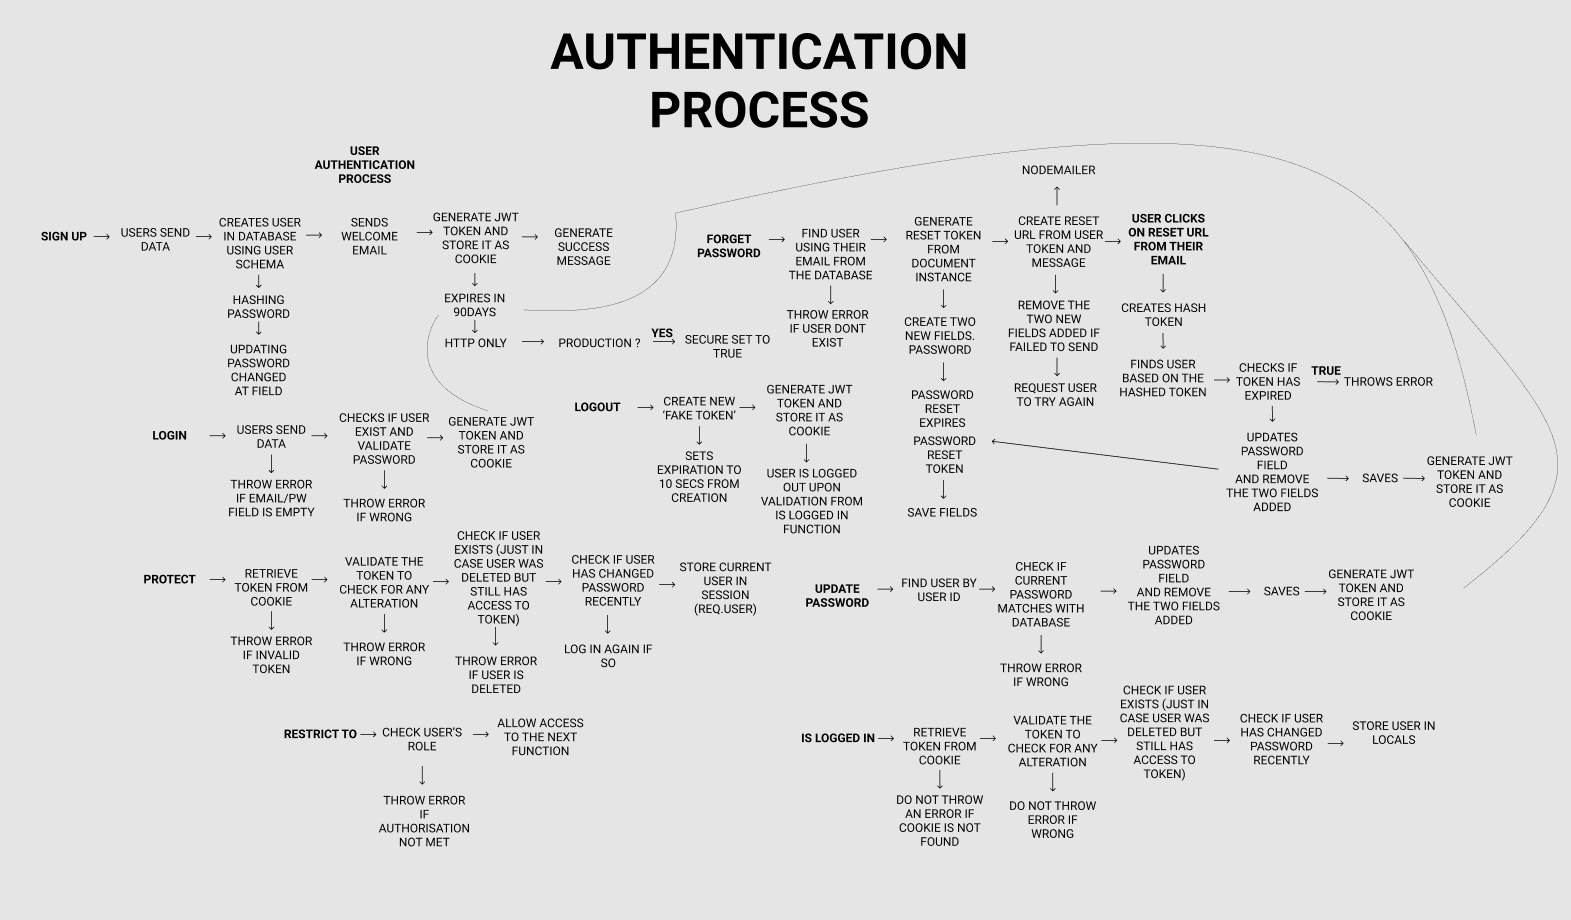 AUTHENTICATION
PROCESS
USER
AUTHENTICATION
PROCESS
SIGN UP
USERS SEND
DATA
CREATES USER
IN DATABASE
USING USER
SCHEMA
HASHING
PASSWORD
UPDATING
PASSWORD
CHANGED
AT FIELD
SENDS
WELCOME
EMAIL
GENERATE JWT
TOKEN AND
STORE IT AS
COOKIE
GENERATE
SUCCESS
MESSAGE
EXPIRES IN
90DAYS
HTTP ONLY
PRODUCTION ?
YES
SECURE SET TO
TRUE
LOGIN
USERS SEND
DATA
THROW ERROR
IF EMAIL/PW
FIELD IS EMPTY
CHECKS IF USER
EXIST AND
VALIDATE
PASSWORD
THROW ERROR
IF WRONG
GENERATE JWT
TOKEN AND
STORE IT AS
COOKIE
LOGOUT
CREATE NEW
‘FAKE TOKEN’
SETS
EXPIRATION TO
10 SECS FROM
CREATION
GENERATE JWT
TOKEN AND
STORE IT AS
COOKIE
USER IS LOGGED
OUT UPON
VALIDATION FROM
IS LOGGED IN
FUNCTION
FORGET
PASSWORD
FIND USER
USING THEIR
EMAIL FROM
THE DATABASE
THROW ERROR
IF USER DONT
EXIST
GENERATE
RESET TOKEN
FROM
DOCUMENT
INSTANCE
CREATE TWO
NEW FIELDS.
PASSWORD
PASSWORD
RESET
EXPIRES
PASSWORD
RESET
TOKEN
SAVE FIELDS
NODEMAILER
CREATE RESET
URL FROM USER
TOKEN AND
MESSAGE
REMOVE THE
TWO NEW
FIELDS ADDED IF
FAILED TO SEND
REQUEST USER
TO TRY AGAIN
USER CLICKS
ON RESET URL
FROM THEIR
EMAIL
CREATES HASH
TOKEN
FINDS USER
BASED ON THE
HASHED TOKEN
CHECKS IF
TOKEN HAS
EXPIRED
TRUE
THROWS ERROR
UPDATES
PASSWORD
FIELD
AND REMOVE
THE TWO FIELDS
ADDED
SAVES
GENERATE JWT
TOKEN AND
STORE IT AS
COOKIE
PROTECT
RETRIEVE
TOKEN FROM
COOKIE
THROW ERROR
IF INVALID
TOKEN
VALIDATE THE
TOKEN TO
CHECK FOR ANY
ALTERATION
THROW ERROR
IF WRONG
CHECK IF USER
EXISTS (JUST IN
CASE USER WAS
DELETED BUT
STILL HAS
ACCESS TO
TOKEN)
THROW ERROR
IF USER IS
DELETED
CHECK IF USER
HAS CHANGED
PASSWORD
RECENTLY
LOG IN AGAIN IF
SO
STORE CURRENT
USER IN
SESSION
(REQ.USER)
UPDATE
PASSWORD
FIND USER BY
USER ID
CHECK IF
CURRENT
PASSWORD
MATCHES WITH
DATABASE
THROW ERROR
IF WRONG
UPDATES
PASSWORD
FIELD
AND REMOVE
THE TWO FIELDS
ADDED
SAVES
GENERATE JWT
TOKEN AND
STORE IT AS
COOKIE
RESTRICT TO
CHECK USER'S
ROLE
THROW ERROR
IF
AUTHORISATION
NOT MET
ALLOW ACCESS
TO THE NEXT
FUNCTION
IS LOGGED IN
RETRIEVE
TOKEN FROM
COOKIE
DO NOT THROW
AN ERROR IF
COOKIE IS NOT
FOUND
VALIDATE THE
TOKEN TO
CHECK FOR ANY
ALTERATION
DO NOT THROW
ERROR IF
WRONG
CHECK IF USER
EXISTS (JUST IN
CASE USER WAS
DELETED BUT
STILL HAS
ACCESS TO
TOKEN)
CHECK IF USER
HAS CHANGED
PASSWORD
RECENTLY
STORE USER IN
LOCALS